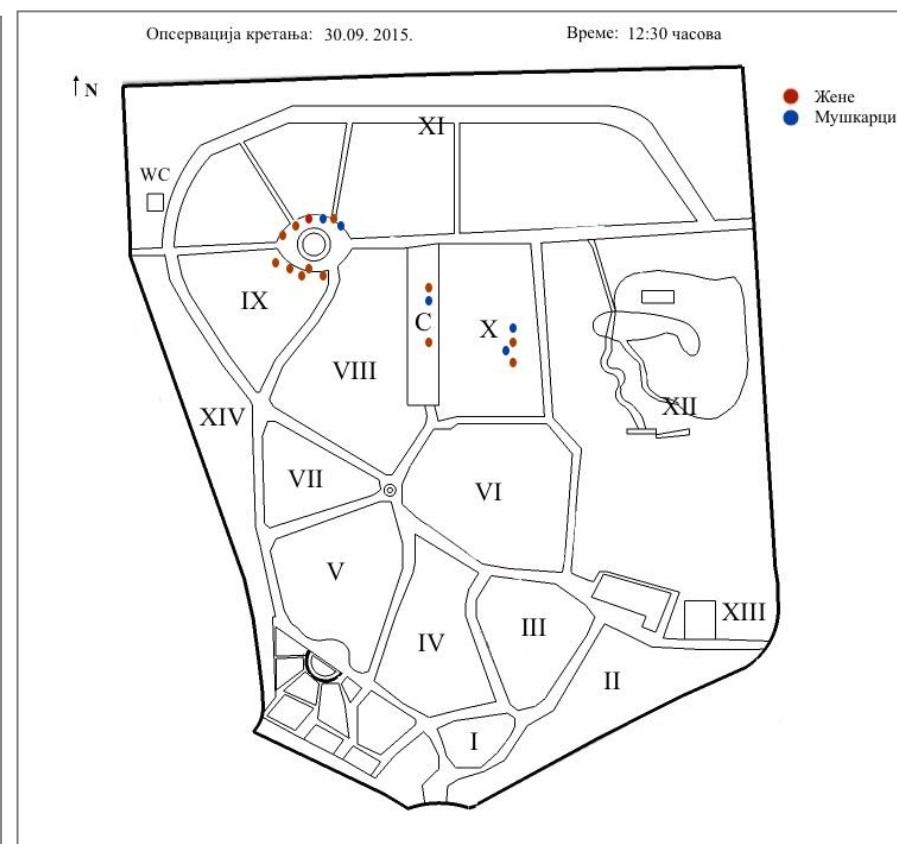 Опсервација кретања: 30.09. 2015.
Време: 12:30 часова
N
Жене
Мушкарци
XI
WC
IX
C
X
VIII
XII
XIV
VII
VI
V
XIII
III
IV
II
I